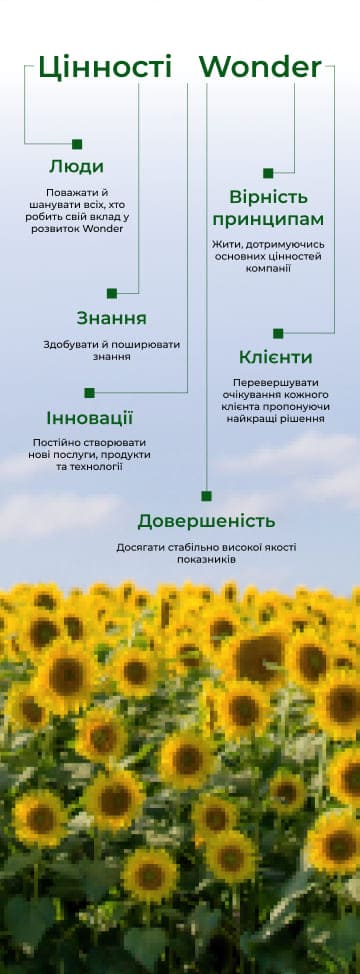 Цінності Wonder
Люди
Поважати й
шанувати всіх, хто
робить свій вклад у
розвиток Wonder
Вірність
принципам
Жити, дотримуючись
основних цінностей
компанії
Знання
Здобувати й поширювати
знання
Клієнти
Перевершувати
очікування кожного
клієнта пропонуючи
найкращі рішення
Інновації
Постійно створювати
нові послуги, продукти
та технології
Довершеність
Досягати стабільно високої якості
показників